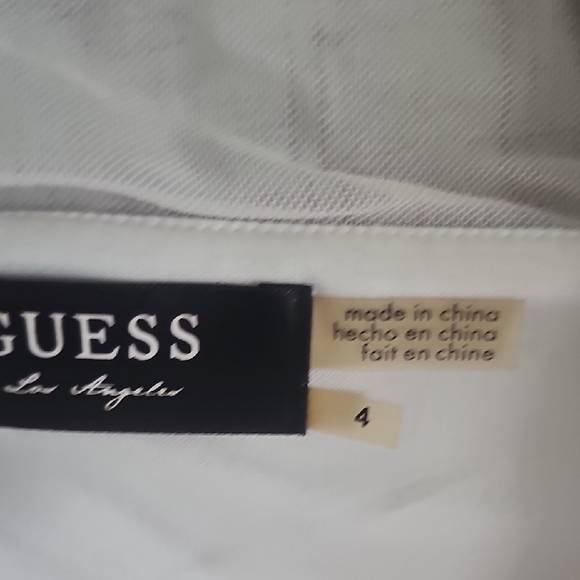 GUESS
Los Angeles
made in china
hecho en china
fait en chine
4